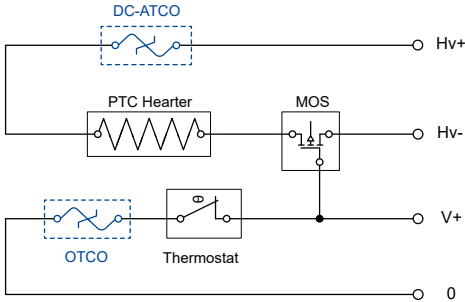 DC-ATCO
Hv+
PTC Hearter
MOS
Hv-
θ
V+
OTCO
Thermostat
0